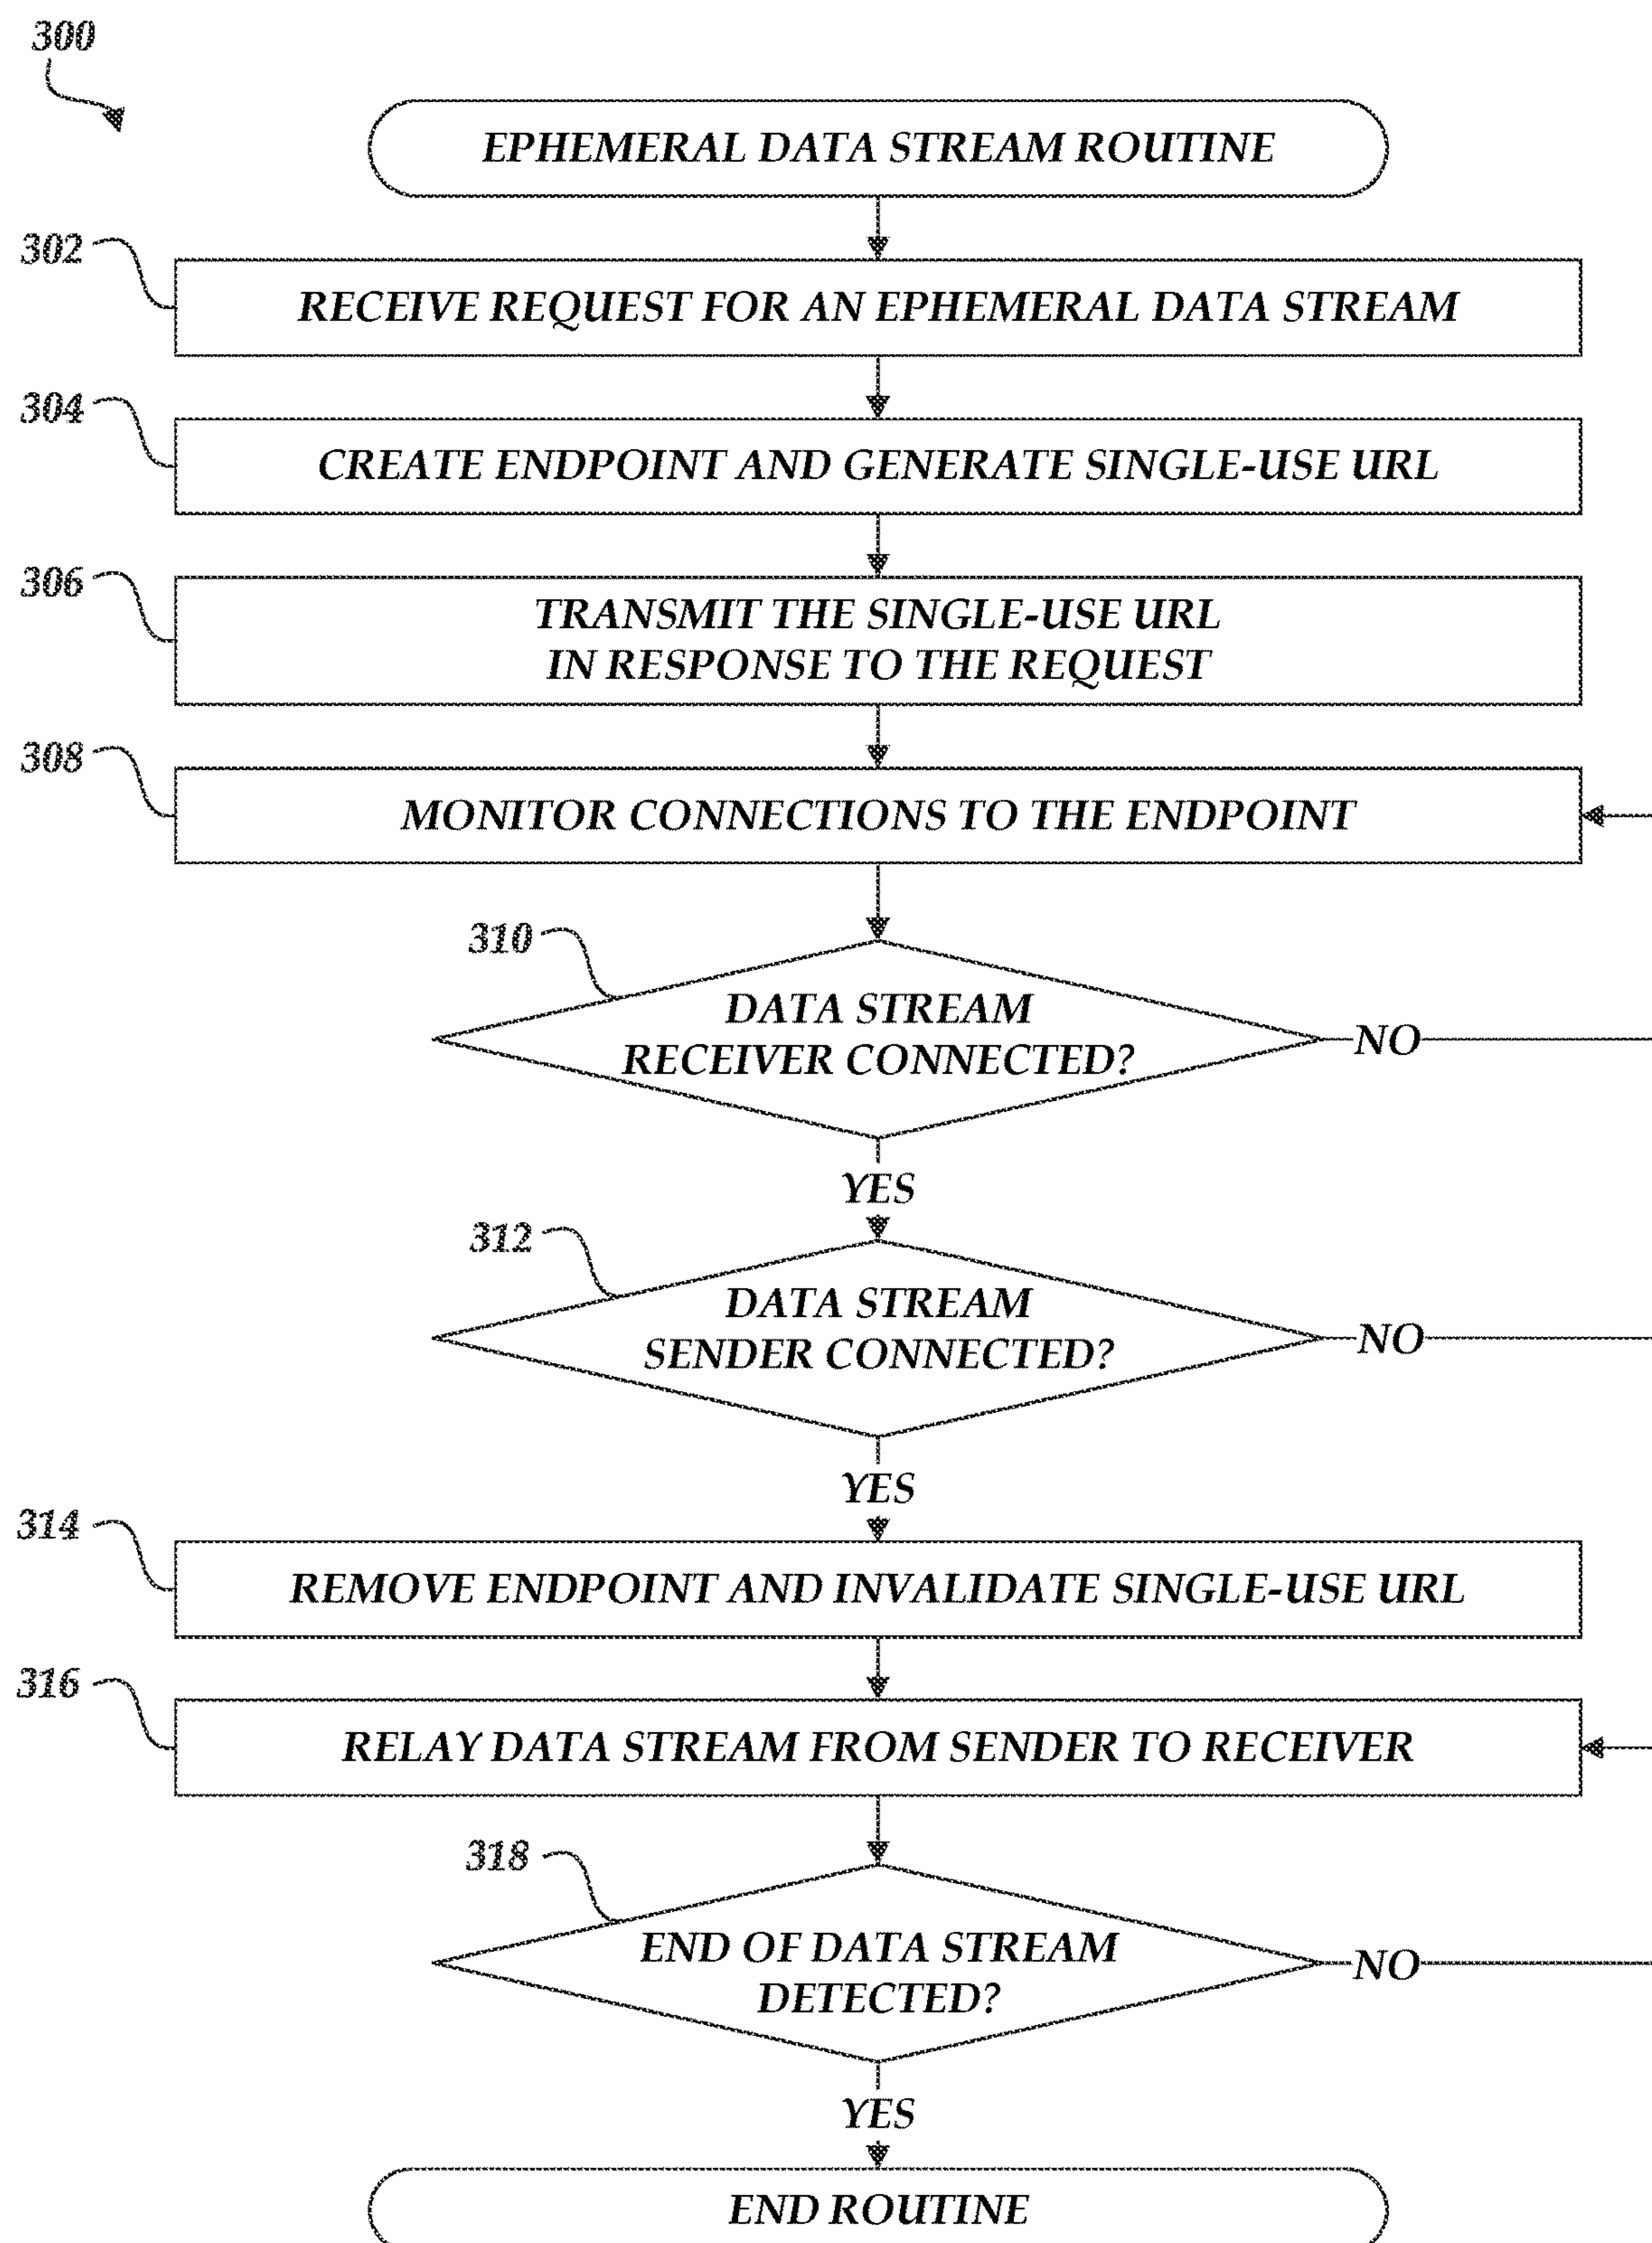 300
EPHEMERAL DATA STREAM ROUTINE
302
RECEIVE REQUEST FOR AN EPHEMERAL DATA STREAM
304
CREATE ENDPOINT AND GENERATE SINGLE-USE URL
306
TRANSMIT THE SINGLE-USE URL
IN RESPONSE TO THE REQUEST
308
MONITOR CONNECTIONS TO THE ENDPOINT
310
DATA STREAM
RECEIVER CONNECTED?
NO
YES
312
DATA STREAM
SENDER CONNECTED?
NO
YES
314
REMOVE ENDPOINT AND INVALIDATE SINGLE-USE URL
316
RELAY DATA STREAM FROM SENDER TO RECEIVER
318
END OF DATA STREAM
DETECTED?
NO
YES
END ROUTINE